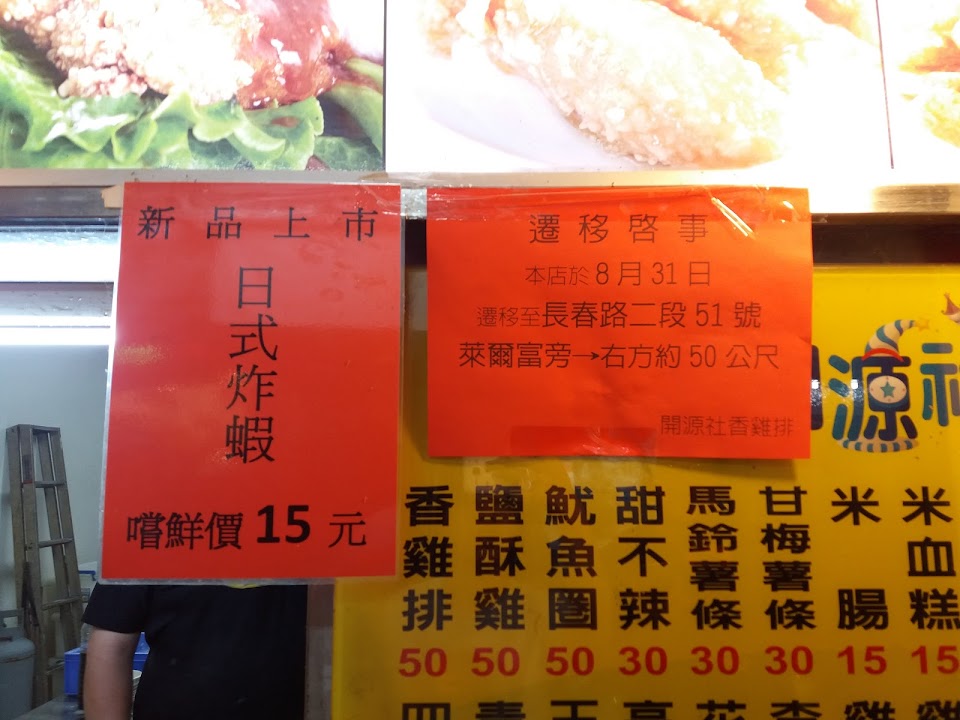 新品上市
日式炸蝦
嚐鮮價 15 元
遷移啓事
本店於 8 月 31 日
遷移至長春路二段 51 號
萊爾富旁→右方約 50 公尺
開源社香雞排
源社
香雞排 50
鹽酥雞 50
魷魚圈 50
甜不辣 30
馬鈴薯條 30
甘梅薯條 30
米腸 15
米血糕 15